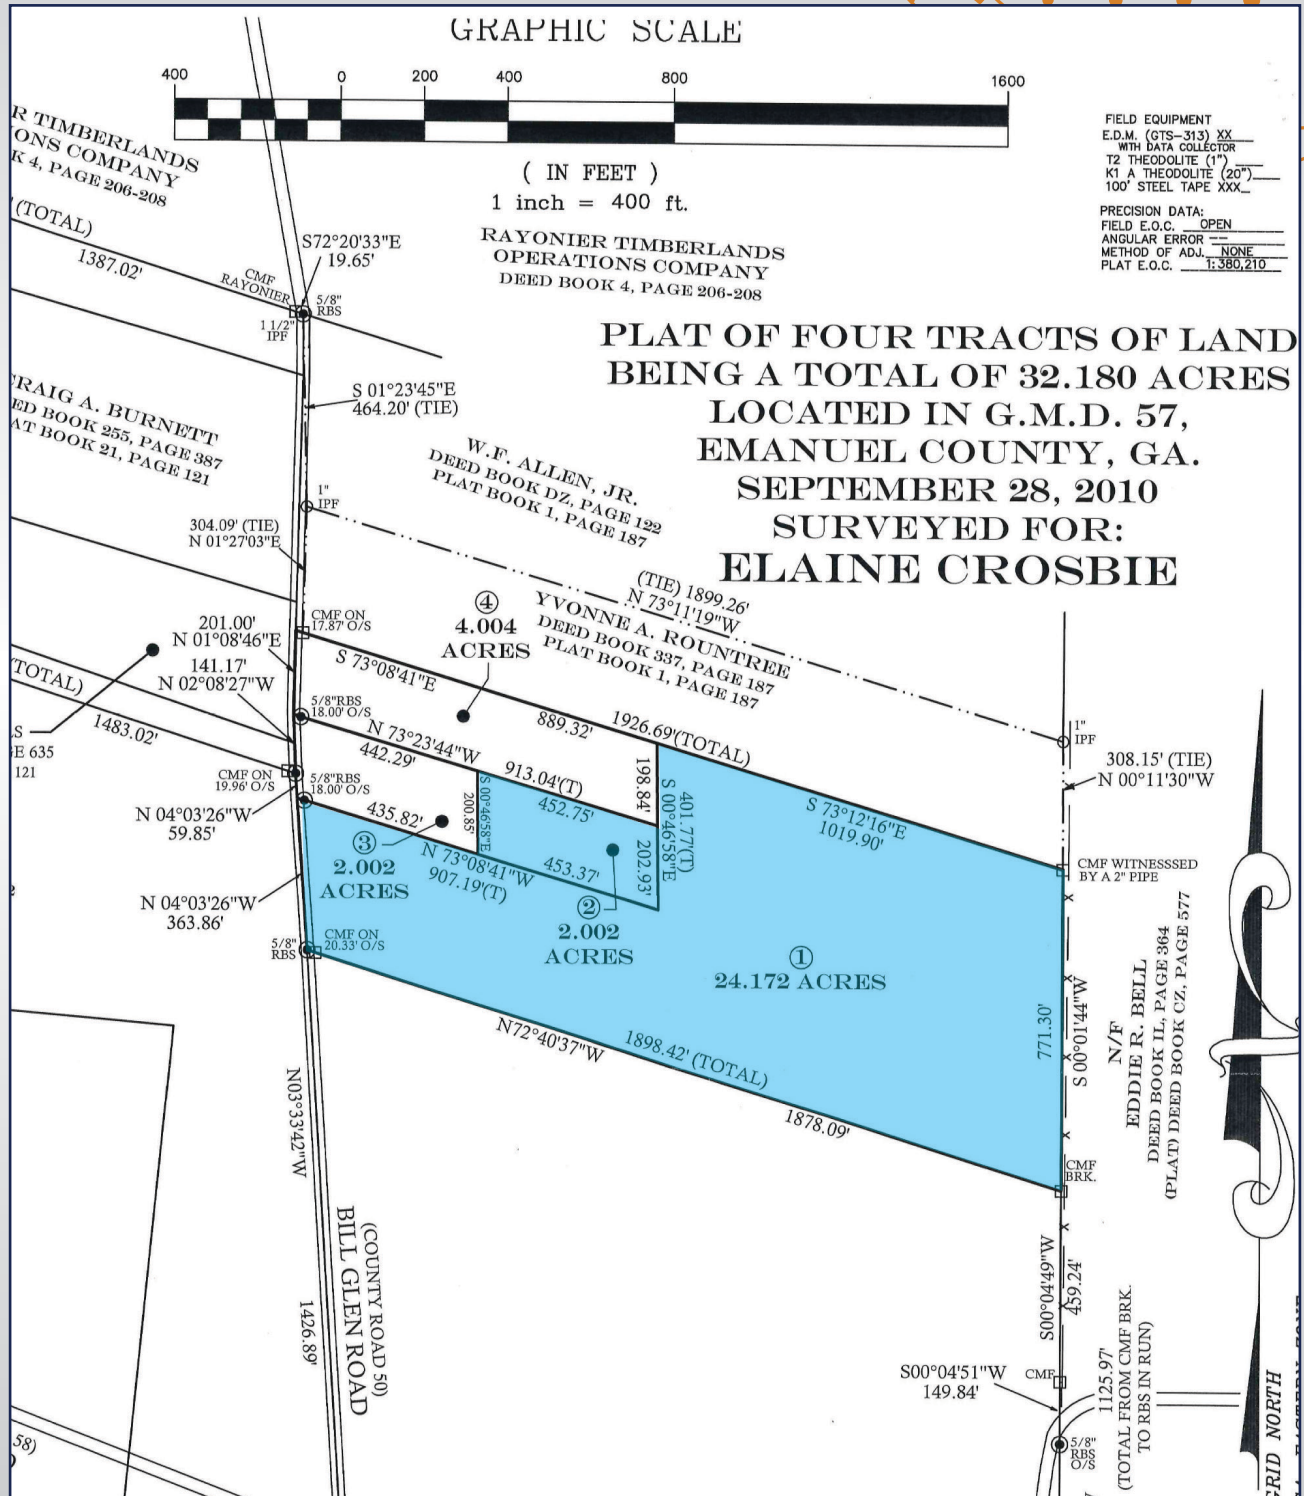 GRAPHIC SCALE
400 0 200 400 800 1600
( IN FEET )
1 inch = 400 ft.
FIELD EQUIPMENT
E.D.M. (GTS-313) XX
WITH DATA COLLECTOR
T2 THEODOLITE (1")
K1 A THEODOLITE (20")
100' STEEL TAPE XXX
PRECISION DATA:
FIELD E.O.C. OPEN
ANGULAR ERROR --
METHOD OF ADJ. NONE
PLAT E.O.C. 1:380,210
R TIMBERLANDS
IONS COMPANY
K 4, PAGE 206-208
(TOTAL)
1387.02'
CMF
RAYONIER
S72°20'33"E
19.65'
5/8"
RBS
1 1/2"
IPF
RAYONIER TIMBERLANDS
OPERATIONS COMPANY
DEED BOOK 4, PAGE 206-208
PLAT OF FOUR TRACTS OF LAND
BEING A TOTAL OF 32.180 ACRES
LOCATED IN G.M.D. 57,
EMANUEL COUNTY, GA.
SEPTEMBER 28, 2010
SURVEYED FOR:
ELAINE CROSBIE
CRAIG A. BURNETT
ED BOOK 255, PAGE 387
AT BOOK 21, PAGE 121
S 01°23'45"E
464.20' (TIE)
W.F. ALLEN, JR.
DEED BOOK DZ, PAGE 122
PLAT BOOK 1, PAGE 187
1"
IPF
304.09' (TIE)
N 01°27'03"E
(TIE) 1899.26'
N 73°11'19"W
YVONNE A. ROUNTREE
DEED BOOK 337, PAGE 187
PLAT BOOK 1, PAGE 187
4
4.004
ACRES
CMF ON
17.87' O/S
201.00'
N 01°08'46"E
141.17'
N 02°08'27"W
S 73°08'41"E
889.32'
1926.69'(TOTAL)
(TOTAL)
1483.02'
LS
GE 635
121
5/8"RBS
18.00' O/S
N 73°23'44"W
442.29'
913.04'(T)
452.75'
198.84'
S 00°46'58"E
401.77'(T)
202.93'
1"
IPF
308.15' (TIE)
N 00°11'30"W
S 73°12'16"E
1019.90'
CMF ON
19.96' O/S
5/8"RBS
18.00' O/S
N 04°03'26"W
59.85'
435.82'
S 00°46'58"E
200.85'
3
2.002
ACRES
N 73°08'41"W
907.19'(T)
453.37'
2
2.002
ACRES
CMF WITNESSSED
BY A 2" PIPE
N 04°03'26"W
363.86'
5/8"
RBS
CMF ON
20.33' O/S
1
24.172 ACRES
771.30'
S 00°01'44"W
N/F
EDDIE R. BELL
DEED BOOK IL, PAGE 364
(PLAT) DEED BOOK CZ, PAGE 577
N72°40'37"W
1898.42' (TOTAL)
1878.09'
CMF
BRK.
N03°33'42"W
1426.89'
(COUNTY ROAD 50)
BILL GLEN ROAD
S00°04'49"W
459.24'
S00°04'51"W
149.84'
CMF
1125.97'
(TOTAL FROM CMF BRK.
TO RBS IN RUN)
5/8"
RBS
O/S
58)
GRID NORTH